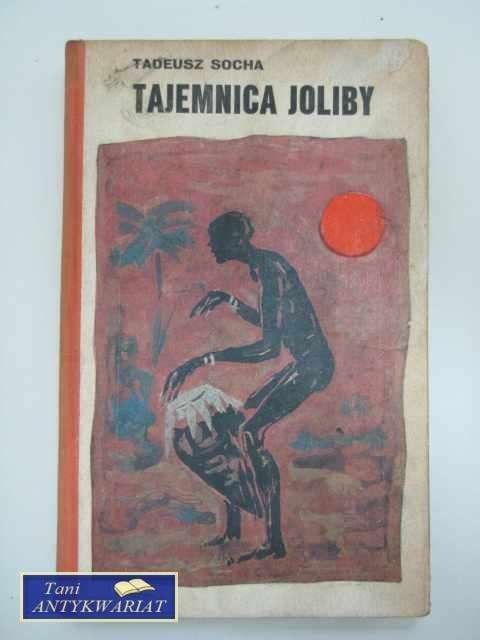 TADEUSZ SOCHA
TAJEMNICA JOLIBY
Tani
ANTYKWARIAT